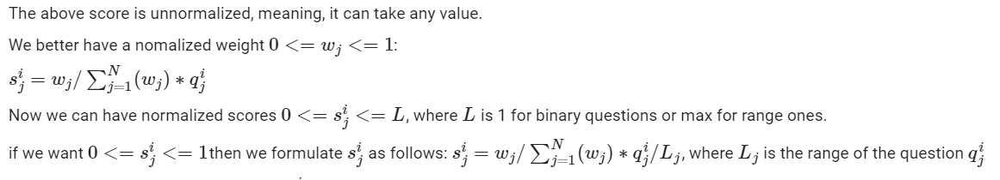 The above score is unnormalized, meaning, it can take any value.
We better have a nomalized weight $0 <= w_j <= 1$:
$s_j^i = w_j / \sum_{j=1}^{N} (w_j) * q_j^i$
Now we can have normalized scores $0 <= s_j^i <= L$, where $L$ is 1 for binary questions or max for range ones.
if we want $0 <= s_j^i <= 1$then we formulate $s_j^i$ as follows: $s_j^i = w_j / \sum_{j=1}^{N} (w_j) * q_j^i / L_j$, where $L_j$ is the range of the question $q_j^i$